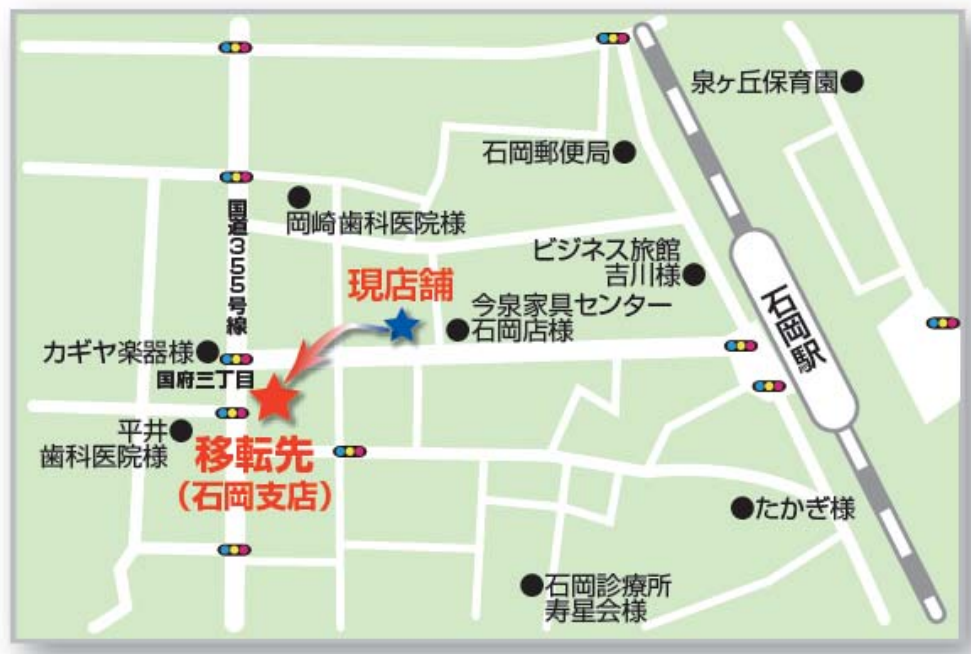 泉ヶ丘保育園
石岡郵便局
国道355号線
岡崎歯科医院様
ビジネス旅館
吉川様
現店舗
今泉家具センター
石岡店様
石岡駅
カギヤ楽器様
国府三丁目
平井
歯科医院様
移転先
（石岡支店）
たかぎ様
石岡診療所
寿星会様